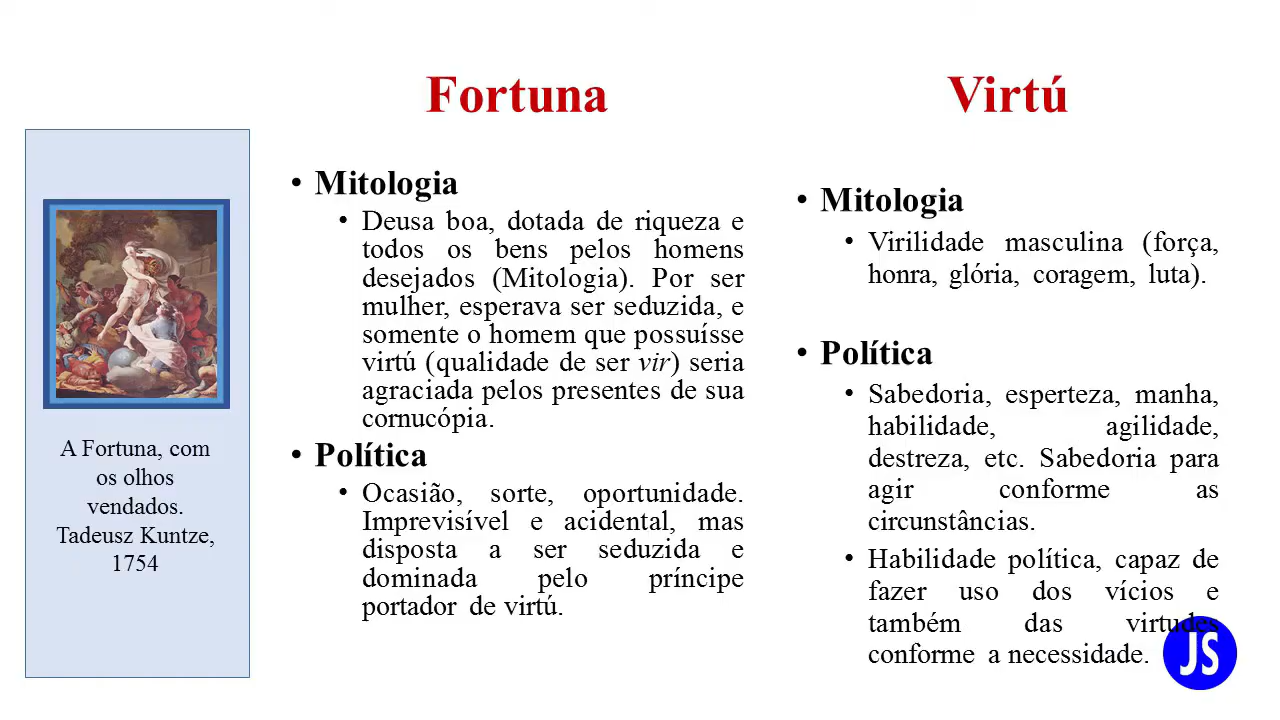 Fortuna
• Mitologia
• Deusa boa, dotada de riqueza e
todos os bens pelos homens
desejados (Mitologia). Por ser
mulher, esperava ser seduzida, e
somente o homem que possuísse
virtú (qualidade de ser vir) seria
agraciada pelos presentes de sua
cornucópia.
• Política
• Ocasião, sorte, oportunidade.
Imprevisível e acidental, mas
disposta a ser seduzida e
dominada pelo príncipe
portador de virtú.
Virtú
• Mitologia
• Virilidade masculina (força,
honra, glória, coragem, luta).
• Política
• Sabedoria, esperteza, manha,
habilidade, agilidade,
destreza, etc. Sabedoria para
agir conforme as
circunstâncias.
• Habilidade política, capaz de
fazer uso dos vícios e
também das virtudes
conforme a necessidade.
A Fortuna, com
os olhos
vendados.
Tadeusz Kuntze,
1754
JS